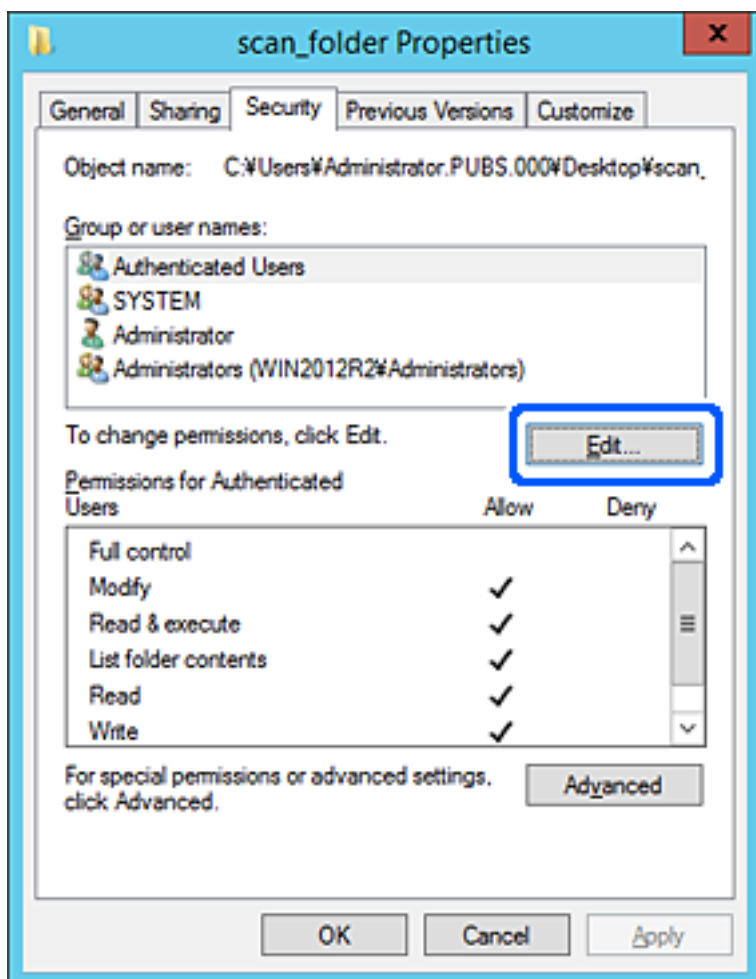 scan_folder Properties
x
General Sharing Security Previous Versions Customize
Object name: C:¥Users¥Administrator.PUBS.000¥Desktop¥scan_
Group or user names:
Authenticated Users
SYSTEM
Administrator
Administrators (WIN2012R2¥Administrators)
To change permissions, click Edit.
Edit...
Permissions for Authenticated
Users Allow Deny
Full control
Modify
Read & execute
List folder contents
Read
Write
For special permissions or advanced settings,
click Advanced.
Advanced
OK Cancel Apply